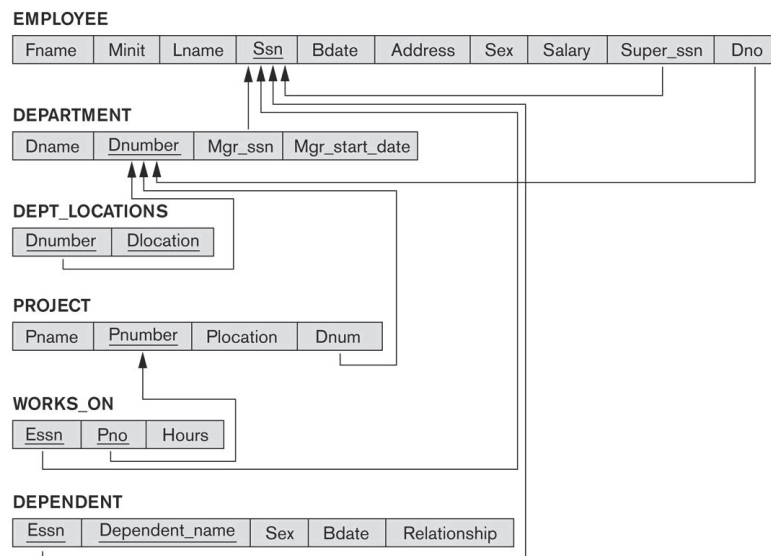 EMPLOYEE
Fname Minit Lname Ssn Bdate Address Sex Salary Super_ssn Dno
DEPARTMENT
Dname Dnumber Mgr_ssn Mgr_start_date
DEPT_LOCATIONS
Dnumber Dlocation
PROJECT
Pname Pnumber Plocation Dnum
WORKS_ON
Essn Pno Hours
DEPENDENT
Essn Dependent_name Sex Bdate Relationship